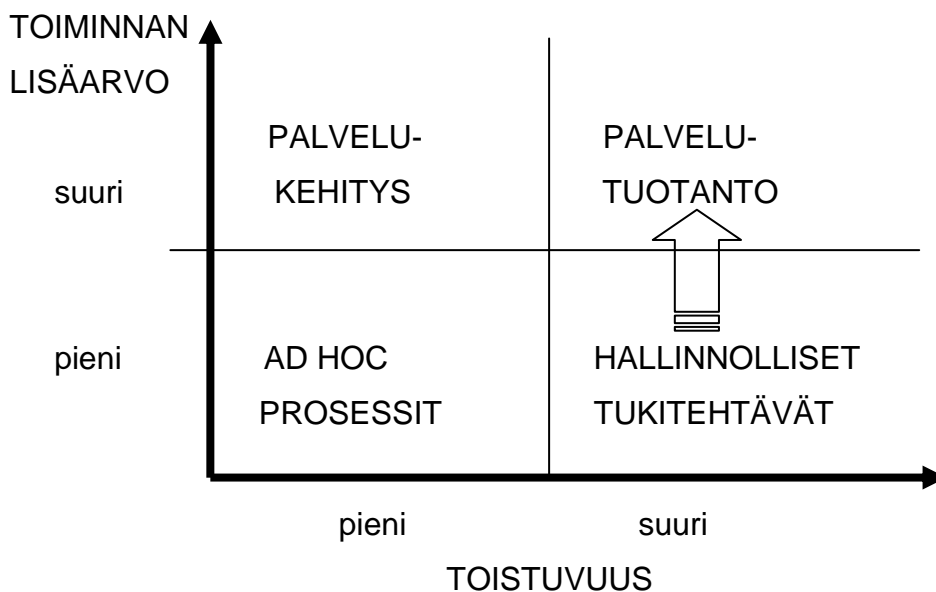 TOIMINNAN
LISÄARVO
PALVELU-
KEHITYS
PALVELU-
TUOTANTO
suuri
pieni
AD HOC
PROSESSIT
HALLINNOLLISET
TUKITEHTÄVÄT
pieni
suuri
TOISTUVUUS